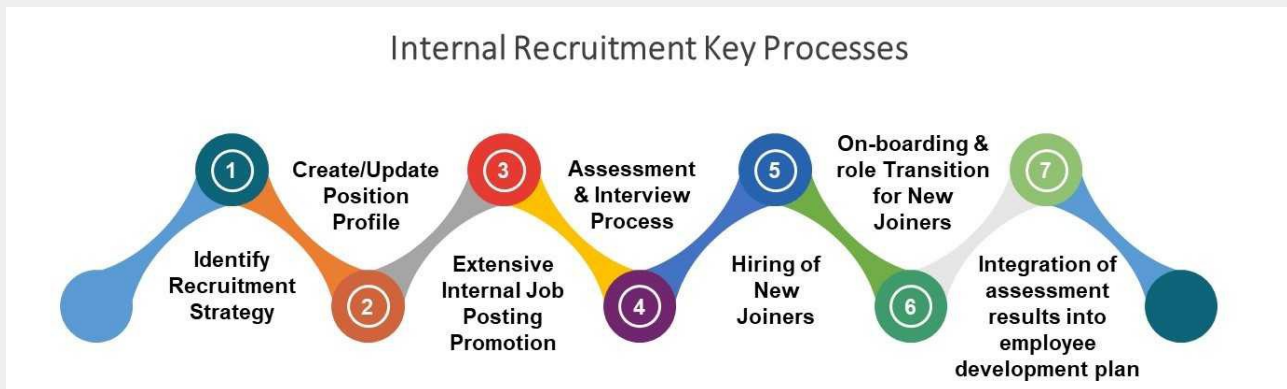 Internal Recruitment Key Processes
1
Identify
Recruitment
Strategy
Create/Update
Position
Profile
2
3
Extensive
Internal Job
Posting
Promotion
Assessment
& Interview
Process
4
5
Hiring of
New
Joiners
On-boarding &
role Transition
for New
Joiners
6
7
Integration of
assessment
results into
employee
development plan